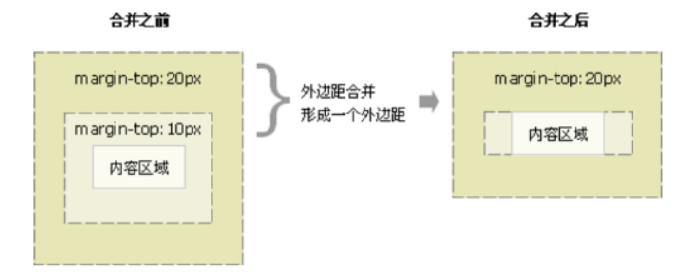 合并之前
合并之后
margin-top: 20px
margin-top: 10px
内容区域
外边距合并
形成一个外边距
margin-top: 20px
内容区域